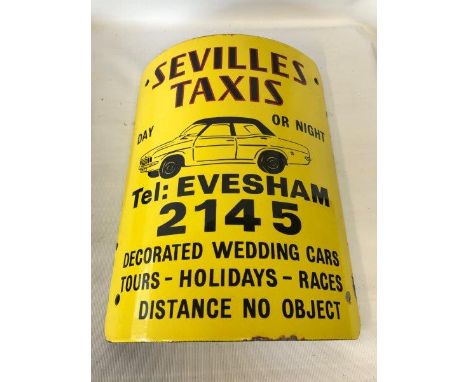 SEVILLES
TAXIS
DAY OR NIGHT
Tel: EVESHAM
2145
DECORATED WEDDING CARS
TOURS - HOLIDAYS - RACES
DISTANCE NO OBJECT